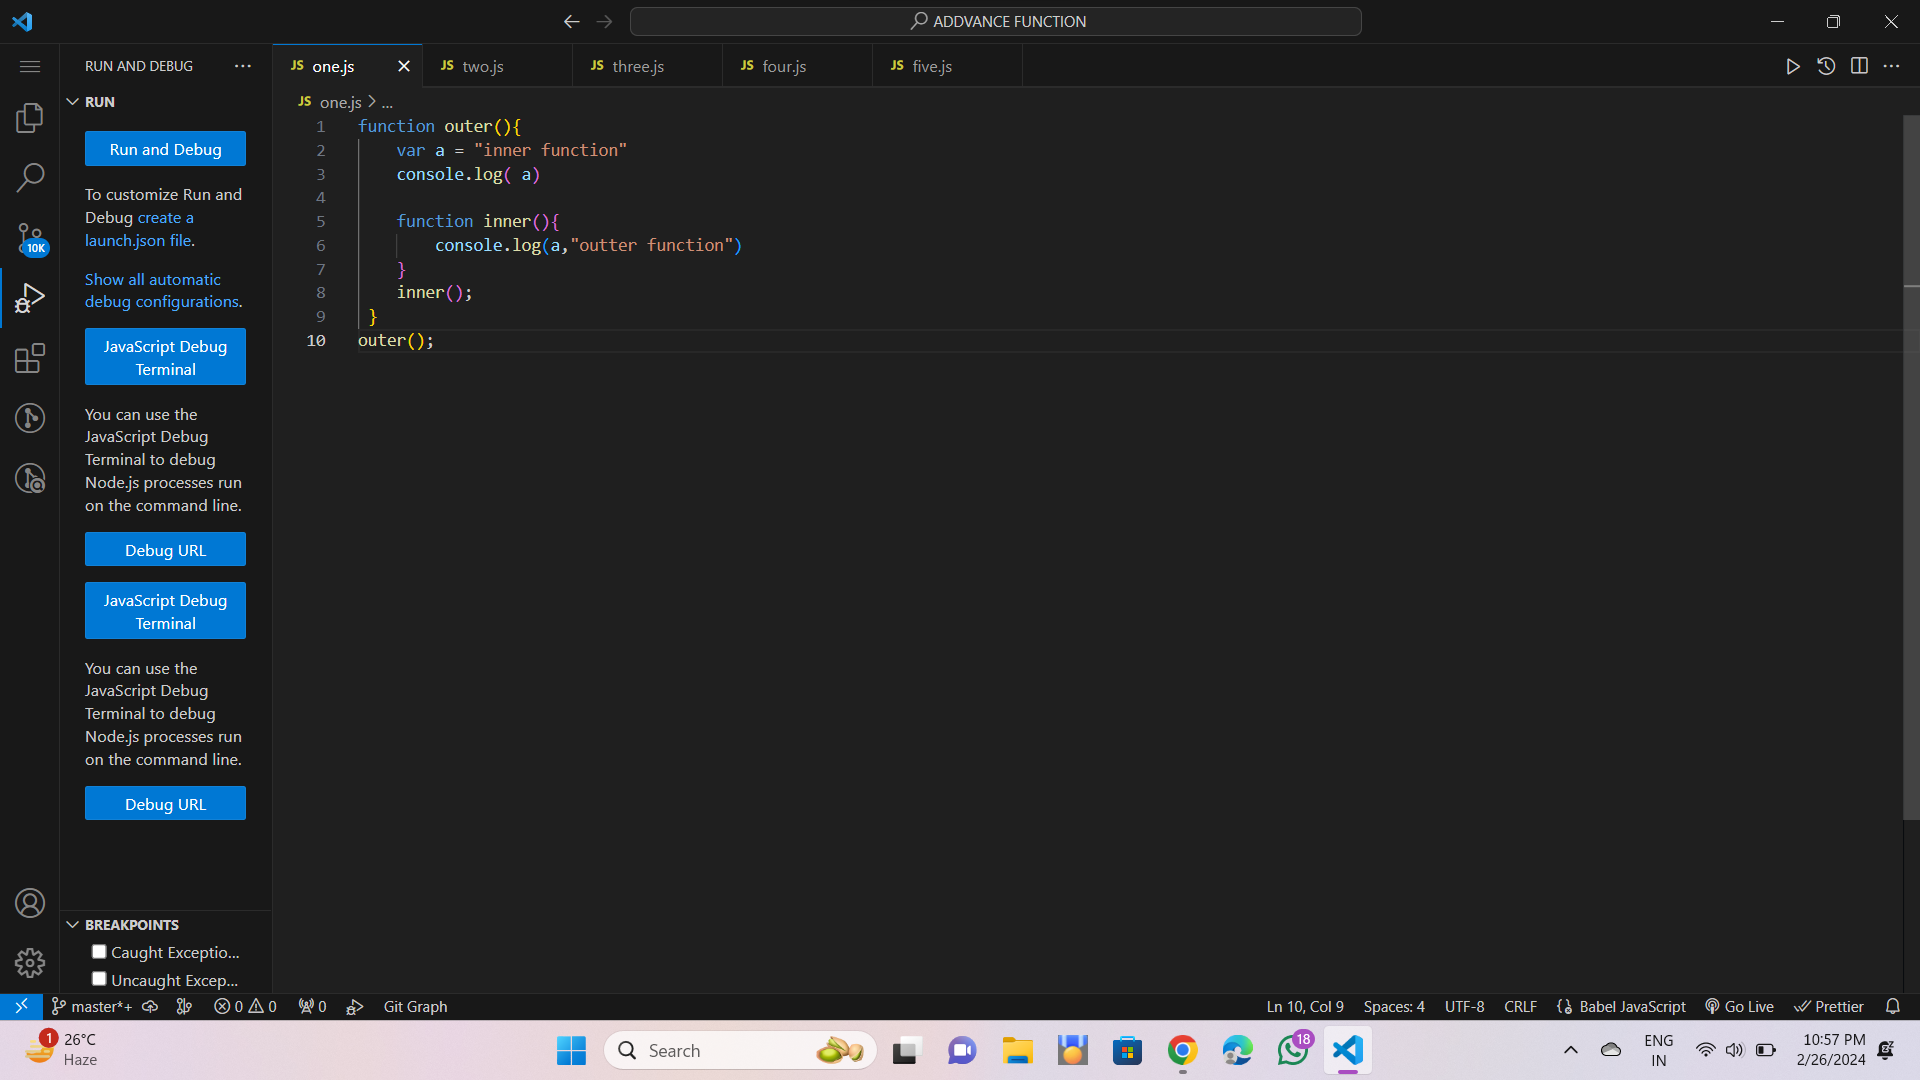 ADDVANCE FUNCTION
RUN AND DEBUG
RUN
Run and Debug
To customize Run and
Debug create a
launch.json file.
Show all automatic
debug configurations.
JavaScript Debug
Terminal
You can use the
JavaScript Debug
Terminal to debug
Node.js processes run
on the command line.
Debug URL
JavaScript Debug
Terminal
You can use the
JavaScript Debug
Terminal to debug
Node.js processes run
on the command line.
Debug URL
BREAKPOINTS
Caught Exceptio...
Uncaught Excep...
10K
JS one.js JS two.js JS three.js JS four.js JS five.js
JS one.js > ...
1 function outer(){
2 var a = "inner function"
3 console.log( a)
4
5 function inner(){
6 console.log(a,"outter function")
7 }
8 inner();
9 }
10 outer();
master*+ 0 0 0 Git Graph Ln 10, Col 9 Spaces: 4 UTF-8 CRLF Babel JavaScript Go Live Prettier
1 26°C
Haze
Search
18
ENG
IN
10:57 PM
2/26/2024